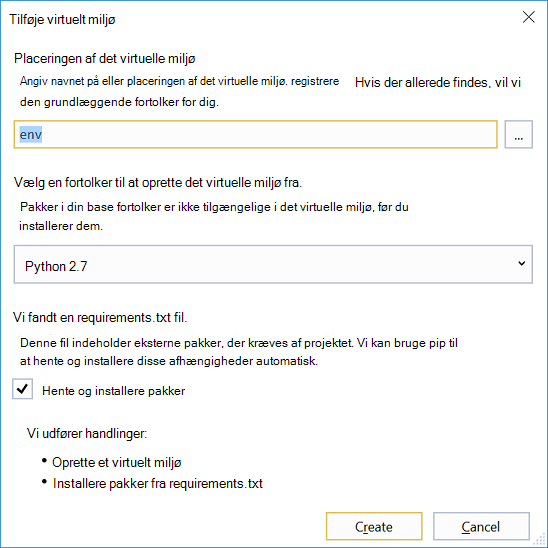 Tilføje virtuelt miljø
Placeringen af det virtuelle miljø
Angiv navnet på eller placeringen af det virtuelle miljø. registrere Hvis der allerede findes, vil vi
den grundlæggende fortolker for dig.
env
...
Vælg en fortolker til at oprette det virtuelle miljø fra.
Pakker i din base fortolker er ikke tilgængelige i det virtuelle miljø, før du
installerer dem.
Python 2.7
Vi fandt en requirements.txt fil.
Denne fil indeholder eksterne pakker, der kræves af projektet. Vi kan bruge pip til
at hente og installere disse afhængigheder automatisk.
Hente og installere pakker
Vi udfører handlinger:
• Oprette et virtuelt miljø
• Installere pakker fra requirements.txt
Create
Cancel